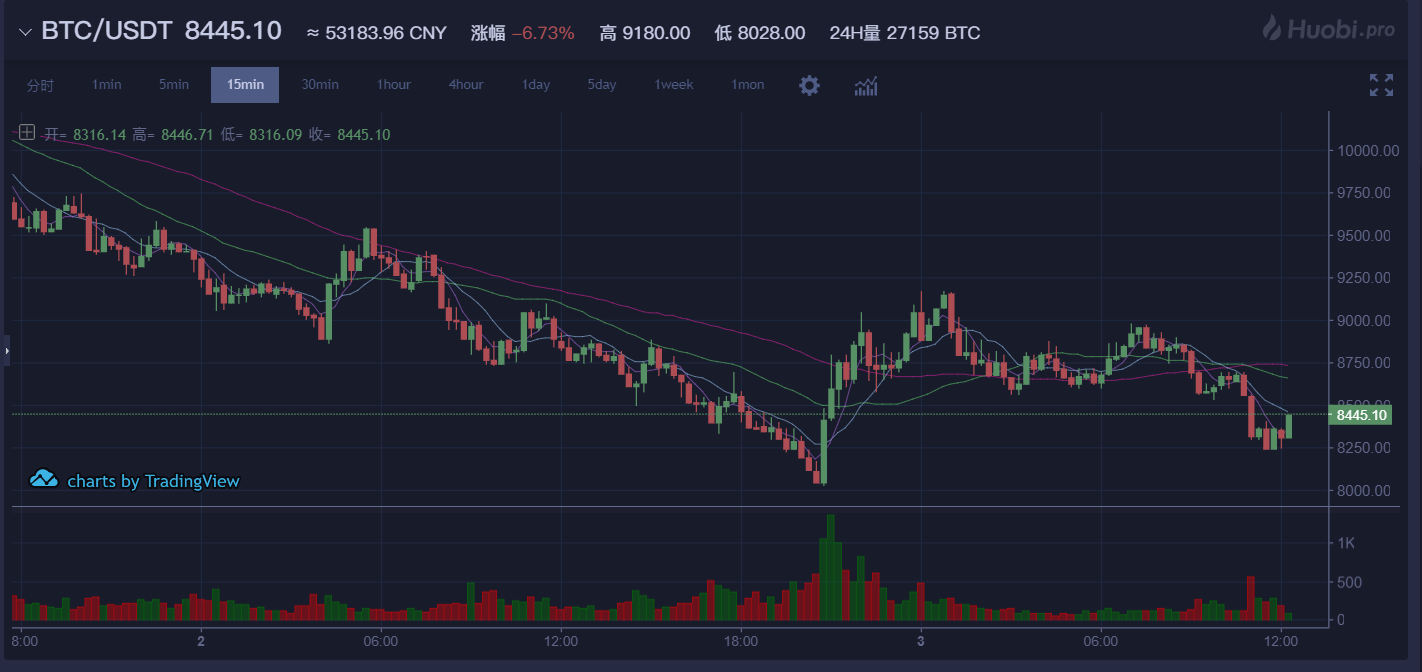 BTC/USDT 8445.10 ≈ 53183.96 CNY 涨幅 –6.73% 高 9180.00 低 8028.00 24H量 27159 BTC
Huobi.pro
分时 1min 5min 15min 30min 1hour 4hour 1day 5day 1week 1mon
开= 8316.14 高= 8446.71 低= 8316.09 收= 8445.10
10000.00
9750.00
9500.00
9250.00
9000.00
8750.00
8500.00
8445.10
8250.00
8000.00
charts by TradingView
1K
500
0
8:00 2 06:00 12:00 18:00 3 06:00 12:00